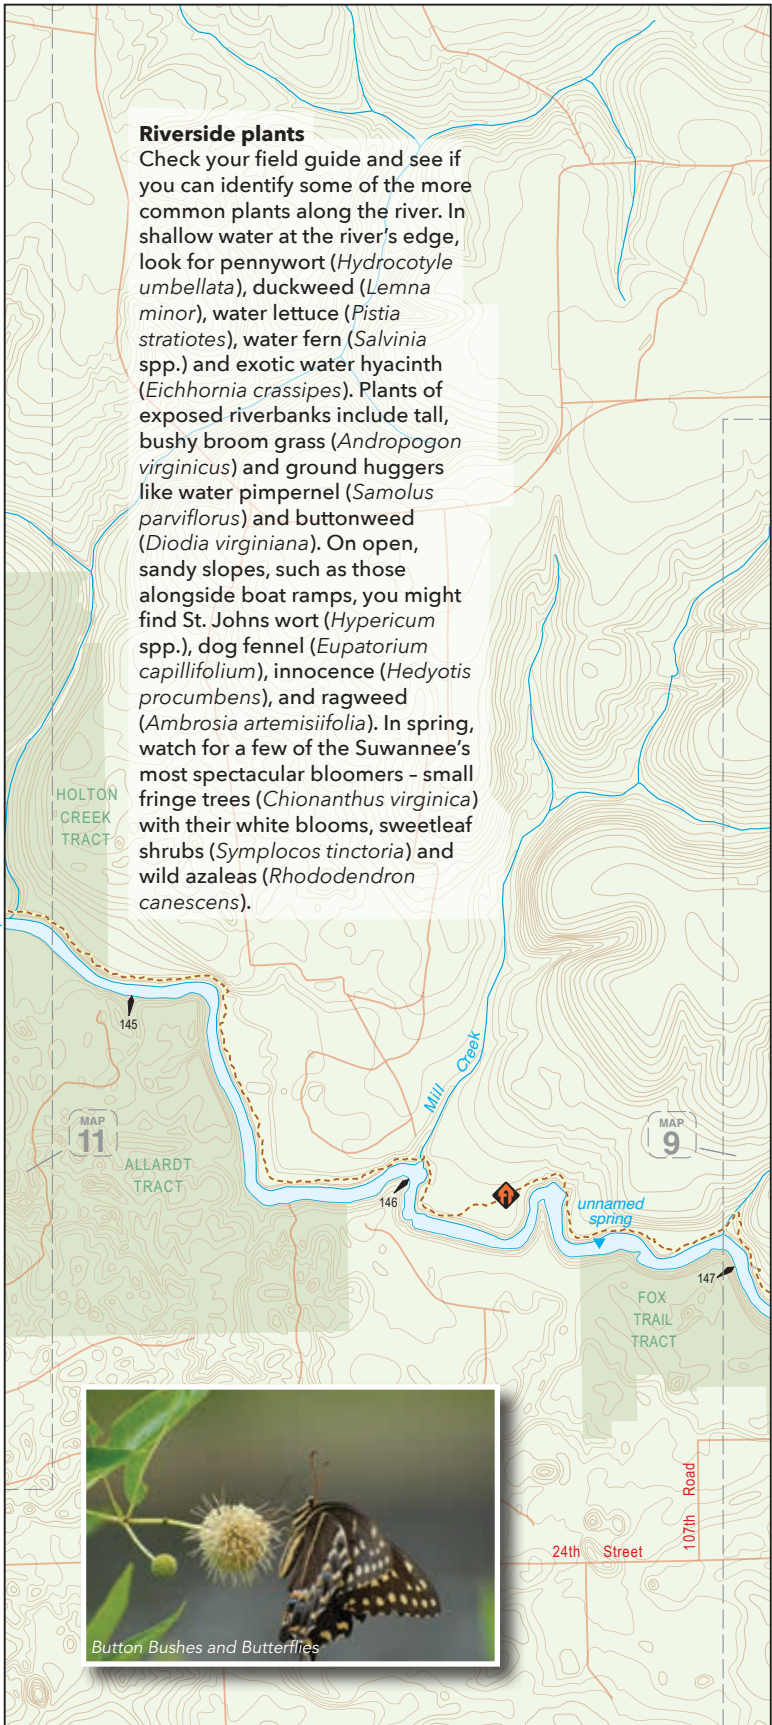 Riverside plants
Check your field guide and see if
you can identify some of the more
common plants along the river. In
shallow water at the river's edge,
look for pennywort (Hydrocotyle
umbellata), duckweed (Lemna
minor), water lettuce (Pistia
stratiotes), water fern (Salvinia
spp.) and exotic water hyacinth
(Eichhornia crassipes). Plants of
exposed riverbanks include tall,
bushy broom grass (Andropogon
virginicus) and ground huggers
like water pimpernel (Samolus
parviflorus) and buttonweed
(Diodia virginiana). On open,
sandy slopes, such as those
alongside boat ramps, you might
find St. Johns wort (Hypericum
spp.), dog fennel (Eupatorium
capillifolium), innocence (Hedyotis
procumbens), and ragweed
(Ambrosia artemisiifolia). In spring,
watch for a few of the Suwannee's
most spectacular bloomers – small
fringe trees (Chionanthus virginica)
with their white blooms, sweetleaf
shrubs (Symplocos tinctoria) and
wild azaleas (Rhododendron
canescens).
HOLTON
CREEK
TRACT
145
Mill Creek
MAP
11
MAP
9
ALLARDT
TRACT
146
unnamed
spring
147
FOX
TRAIL
TRACT
107th Road
24th Street
Button Bushes and Butterflies